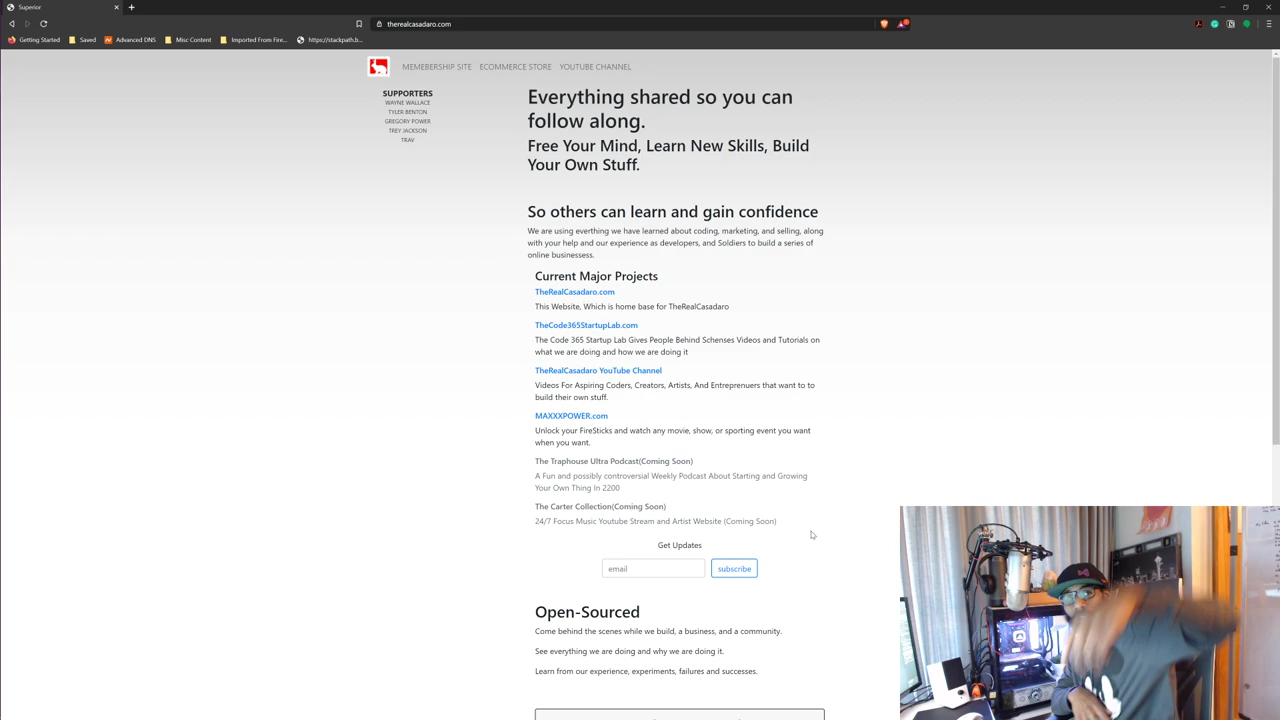 Superior
therealcasadaro.com
Getting Started
Saved
Advanced DNS
Misc Content
Imported From Fire...
https://stackpath.b...
MEMEBERSHIP SITE
ECOMMERCE STORE
YOUTUBE CHANNEL
SUPPORTERS
WAYNE WALLACE
TYLER BENTON
GREGORY POWER
TREY JACKSON
TRAV
Everything shared so you can
follow along.
Free Your Mind, Learn New Skills, Build
Your Own Stuff.
So others can learn and gain confidence
We are using everthing we have learned about coding, marketing, and selling, along
with your help and our experience as developers, and Soldiers to build a series of
online businessess.
Current Major Projects
TheRealCasadaro.com
This Website, Which is home base for TheRealCasadaro
TheCode365StartupLab.com
The Code 365 Startup Lab Gives People Behind Schenses Videos and Tutorials on
what we are doing and how we are doing it
TheRealCasadaro YouTube Channel
Videos For Aspiring Coders, Creators, Artists, And Entreprenuers that want to to
build their own stuff.
MAXXXPOWER.com
Unlock your FireSticks and watch any movie, show, or sporting event you want
when you want.
The Traphouse Ultra Podcast(Coming Soon)
A Fun and possibly controversial Weekly Podcast About Starting and Growing
Your Own Thing In 2200
The Carter Collection(Coming Soon)
24/7 Focus Music Youtube Stream and Artist Website (Coming Soon)
Get Updates
email
subscribe
Open-Sourced
Come behind the scenes while we build, a business, and a community.
See everything we are doing and why we are doing it.
Learn from our experience, experiments, failures and successes.